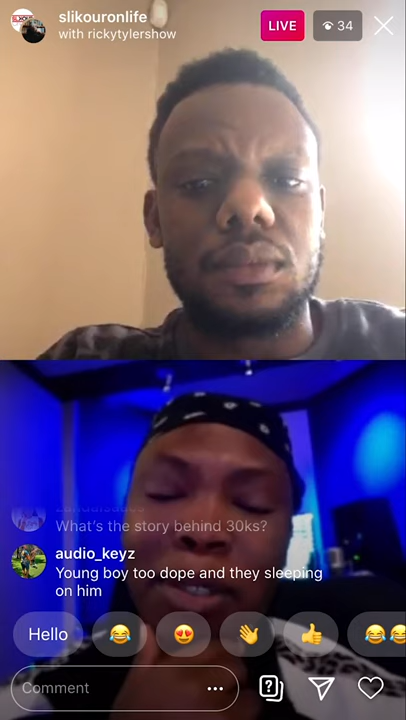 slikouronlife
with rickytylershow
LIVE
34
What's the story behind 30ks?
audio_keyz
Young boy too dope and they sleeping
on him
Hello
Comment